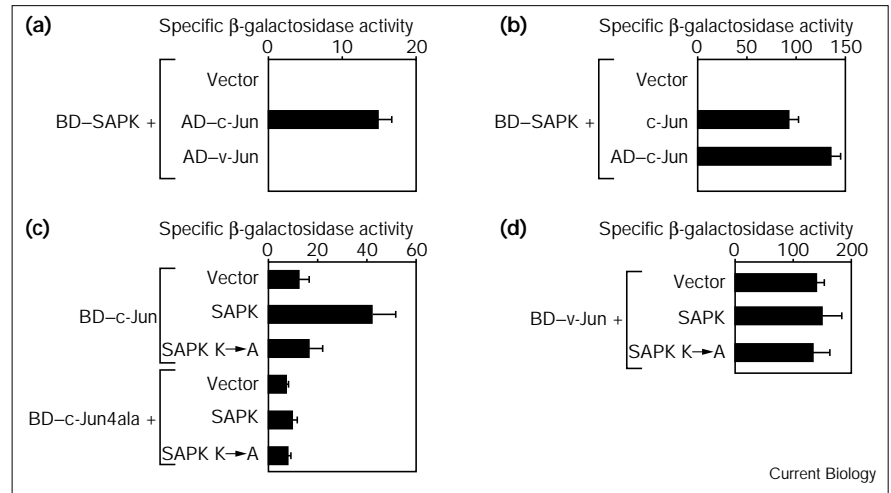 (a)
Specific β-galactosidase activity
0 10 20
Vector
BD–SAPK +
AD–c-Jun
AD–v-Jun
(b)
Specific β-galactosidase activity
0 50 100 150
Vector
BD–SAPK +
c-Jun
AD–c-Jun
(c)
Specific β-galactosidase activity
0 20 40 60
Vector
BD–c-Jun
SAPK
SAPK K→A
Vector
BD–c-Jun4ala +
SAPK
SAPK K→A
(d)
Specific β-galactosidase activity
0 100 200
Vector
BD–v-Jun +
SAPK
SAPK K→A
Current Biology